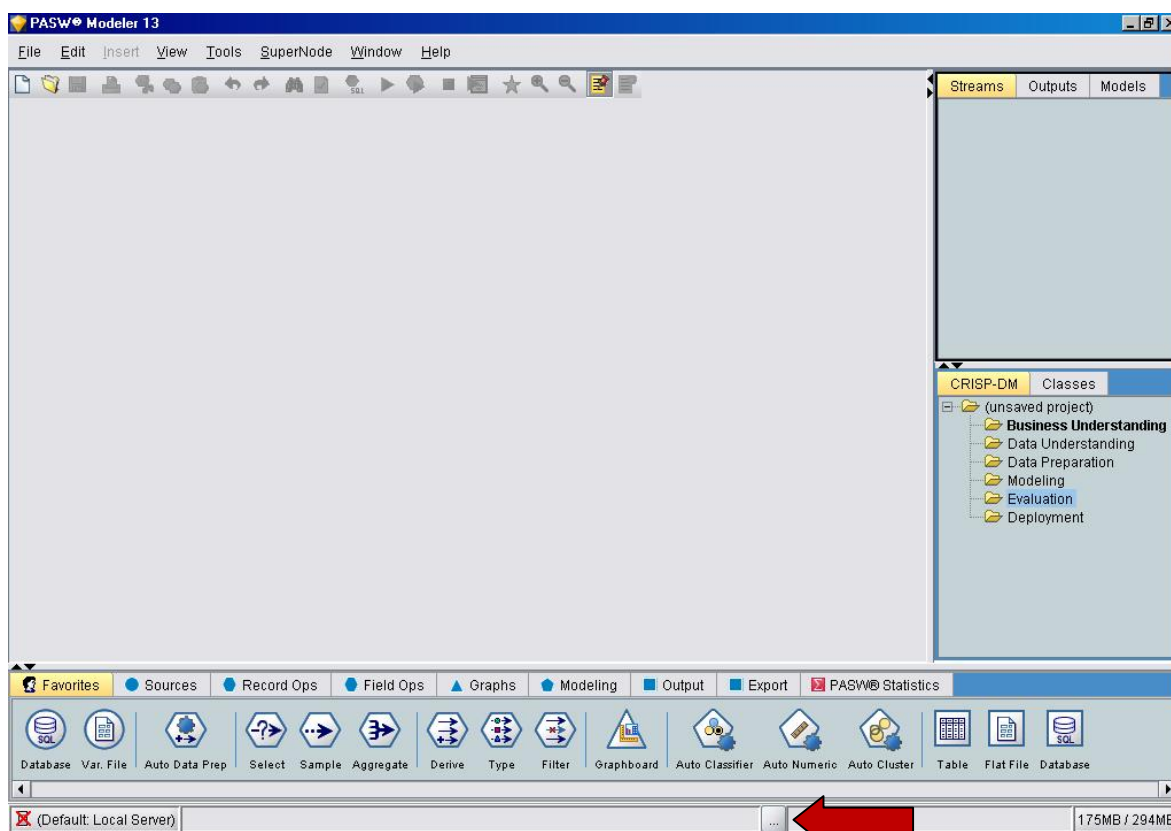 PASW® Modeler 13
File Edit Insert View Tools SuperNode Window Help
SQL
Streams Outputs Models
CRISP-DM Classes
(unsaved project)
Business Understanding
Data Understanding
Data Preparation
Modeling
Evaluation
Deployment
Favorites Sources Record Ops Field Ops Graphs Modeling Output Export PASW® Statistics
SQL SQL
Database Var. File Auto Data Prep Select Sample Aggregate Derive Type Filter Graphboard Auto Classifier Auto Numeric Auto Cluster Table Flat File Database
(Default: Local Server) ... 175MB / 294MB